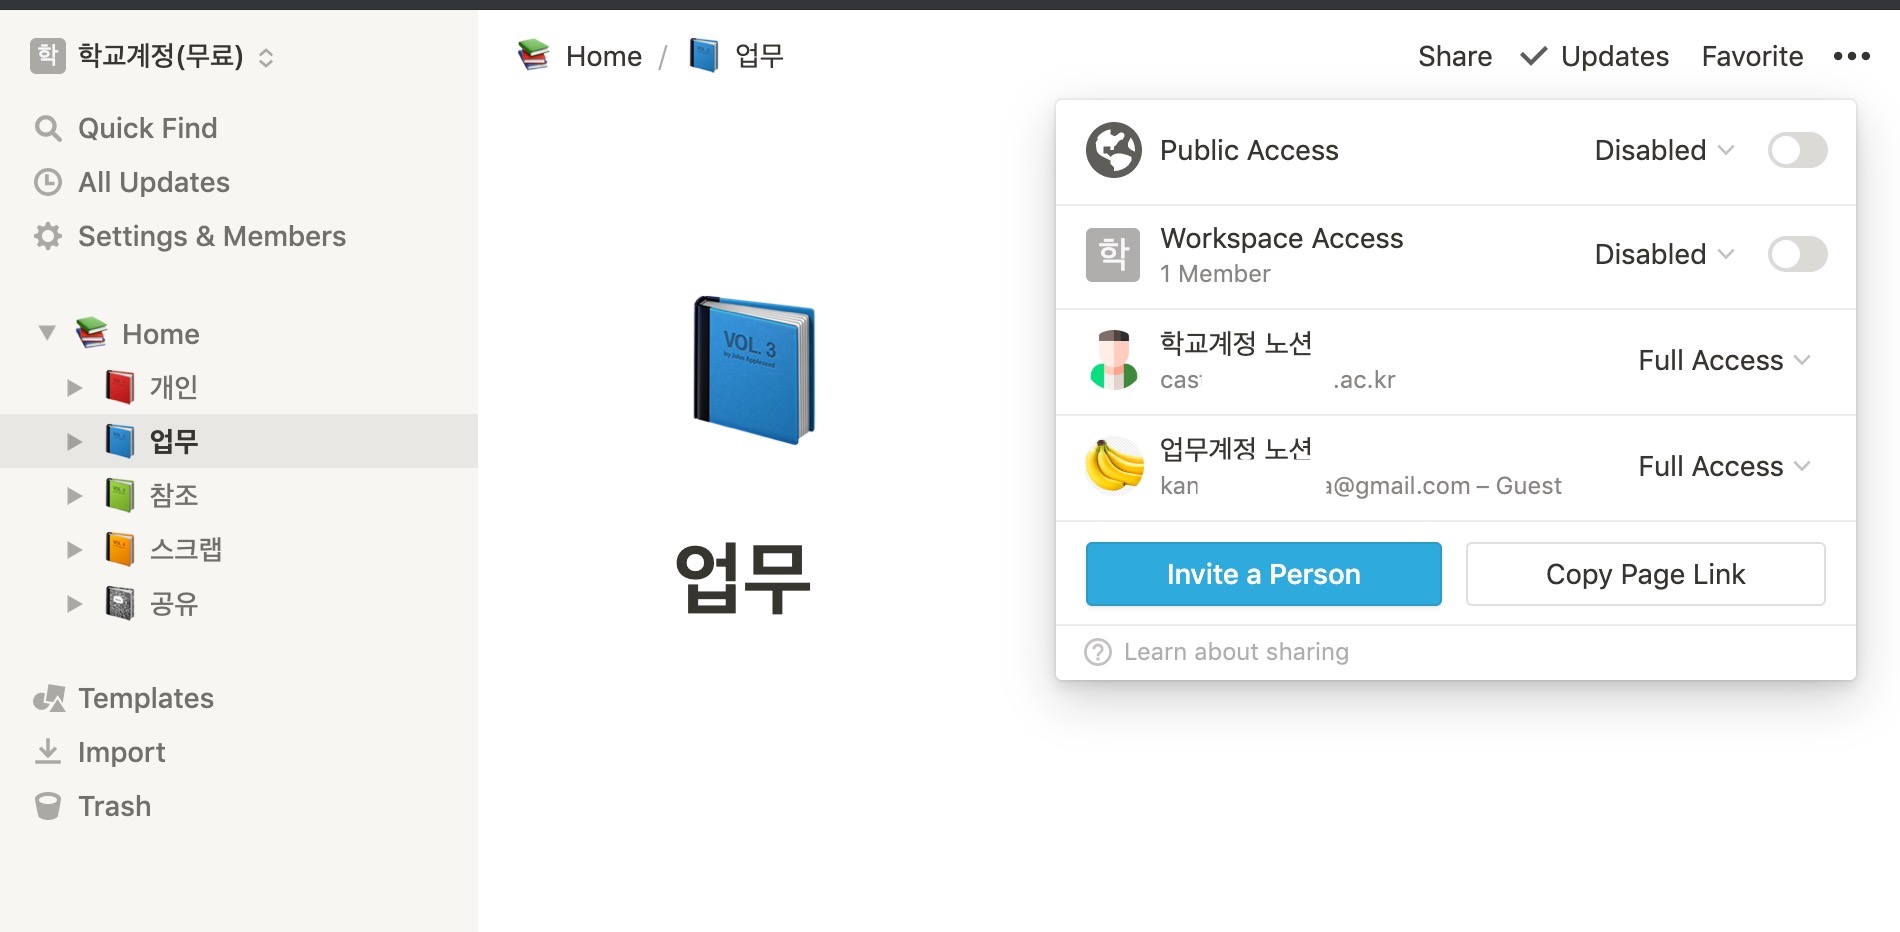 학 학교계정(무료)
Quick Find
All Updates
Settings & Members
Home
개인
업무
참조
스크랩
공유
Templates
Import
Trash
Home / 업무
Share Updates Favorite •••
VOL. 3
by John Appleseed
업무
Public Access Disabled
학 Workspace Access Disabled
1 Member
학교계정 노션 Full Access
cas .ac.kr
업무계정 노션 Full Access
kan a@gmail.com – Guest
Invite a Person Copy Page Link
? Learn about sharing